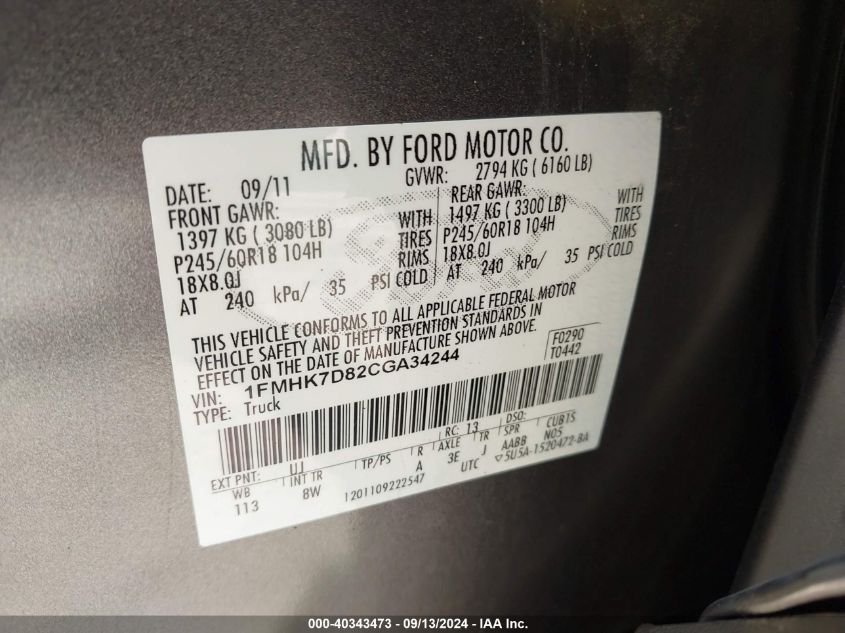 MFD. BY FORD MOTOR CO.
DATE: 09/11 GVWR: 2794 KG ( 6160 LB)
FRONT GAWR: REAR GAWR:
1397 KG ( 3080 LB) WITH 1497 KG ( 3300 LB) WITH
P245/60R18 104H TIRES P245/60R18 104H TIRES
18X8.0J RIMS 18X8.0J RIMS
AT 240 kPa/ 35 PSI COLD AT 240 kPa/ 35 PSI COLD
THIS VEHICLE CONFORMS TO ALL APPLICABLE FEDERAL MOTOR
VEHICLE SAFETY AND THEFT PREVENTION STANDARDS IN
EFFECT ON THE DATE OF MANUFACTURE SHOWN ABOVE.
VIN: 1FMHK7D82CGA34244 F0290
TYPE: Truck T0442
EXT PNT: UJ RC: 13 DSO:
WB INT TR TP/PS R AXLE TR SPR CUBIS
113 8W A 3E J AABB N05
1201109222547 UTC ▽5U5A-1520472-BA
000-40343473 - 09/13/2024 - IAA Inc.